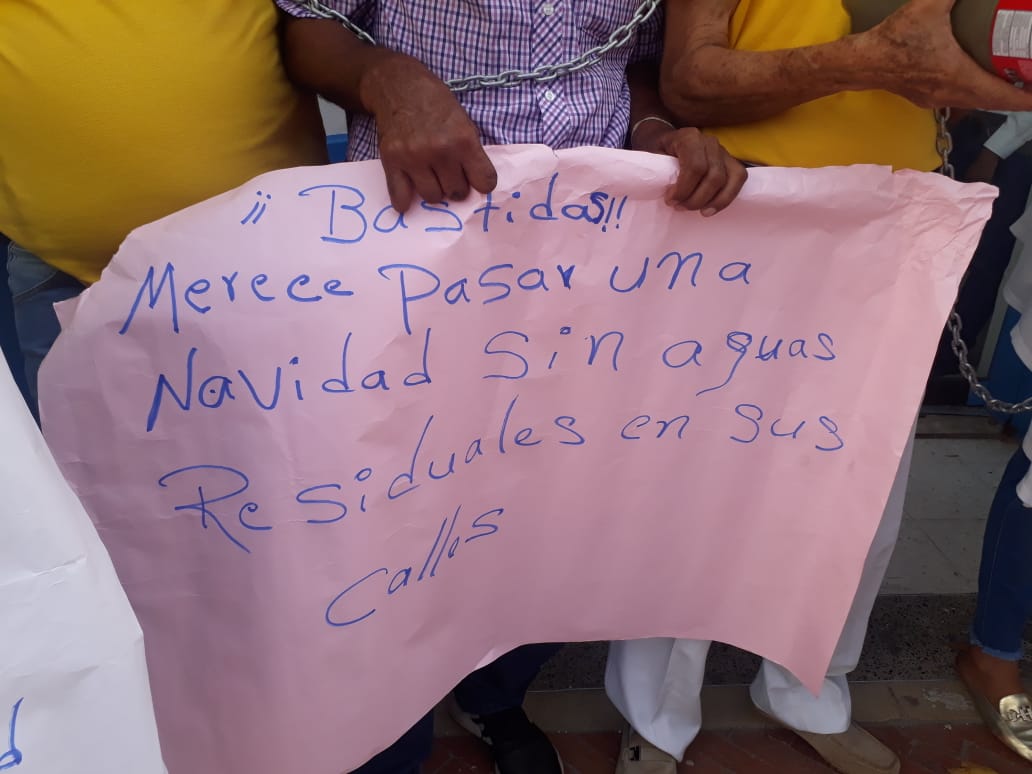 ¡¡ Bastidas!!
Merece Pasar una
Navidad Sin aguas
Residuales en sus
calles
d